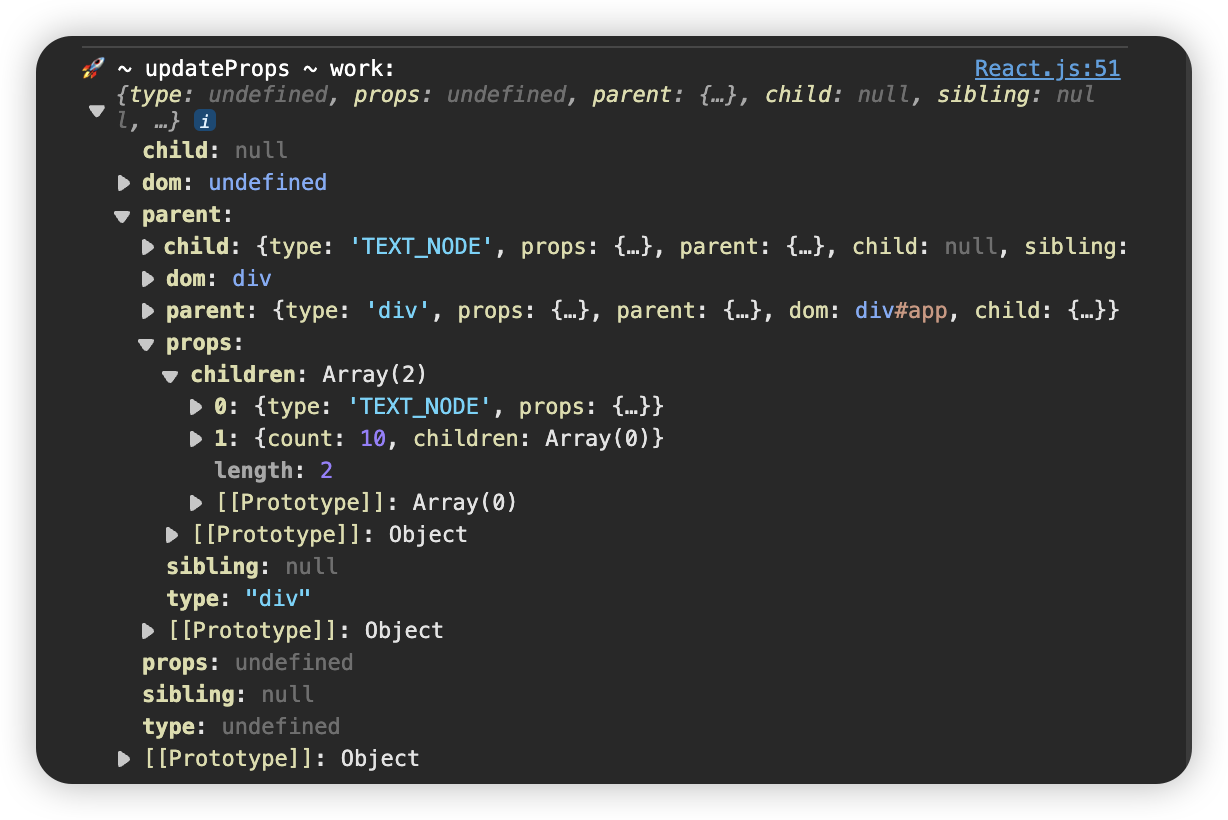 🚀 ~ updateProps ~ work: React.js:51
{type: undefined, props: undefined, parent: {…}, child: null, sibling: nul
l, …} i
child: null
dom: undefined
parent:
child: {type: 'TEXT_NODE', props: {…}, parent: {…}, child: null, sibling:
dom: div
parent: {type: 'div', props: {…}, parent: {…}, dom: div#app, child: {…}}
props:
children: Array(2)
0: {type: 'TEXT_NODE', props: {…}}
1: {count: 10, children: Array(0)}
length: 2
[[Prototype]]: Array(0)
[[Prototype]]: Object
sibling: null
type: "div"
[[Prototype]]: Object
props: undefined
sibling: null
type: undefined
[[Prototype]]: Object